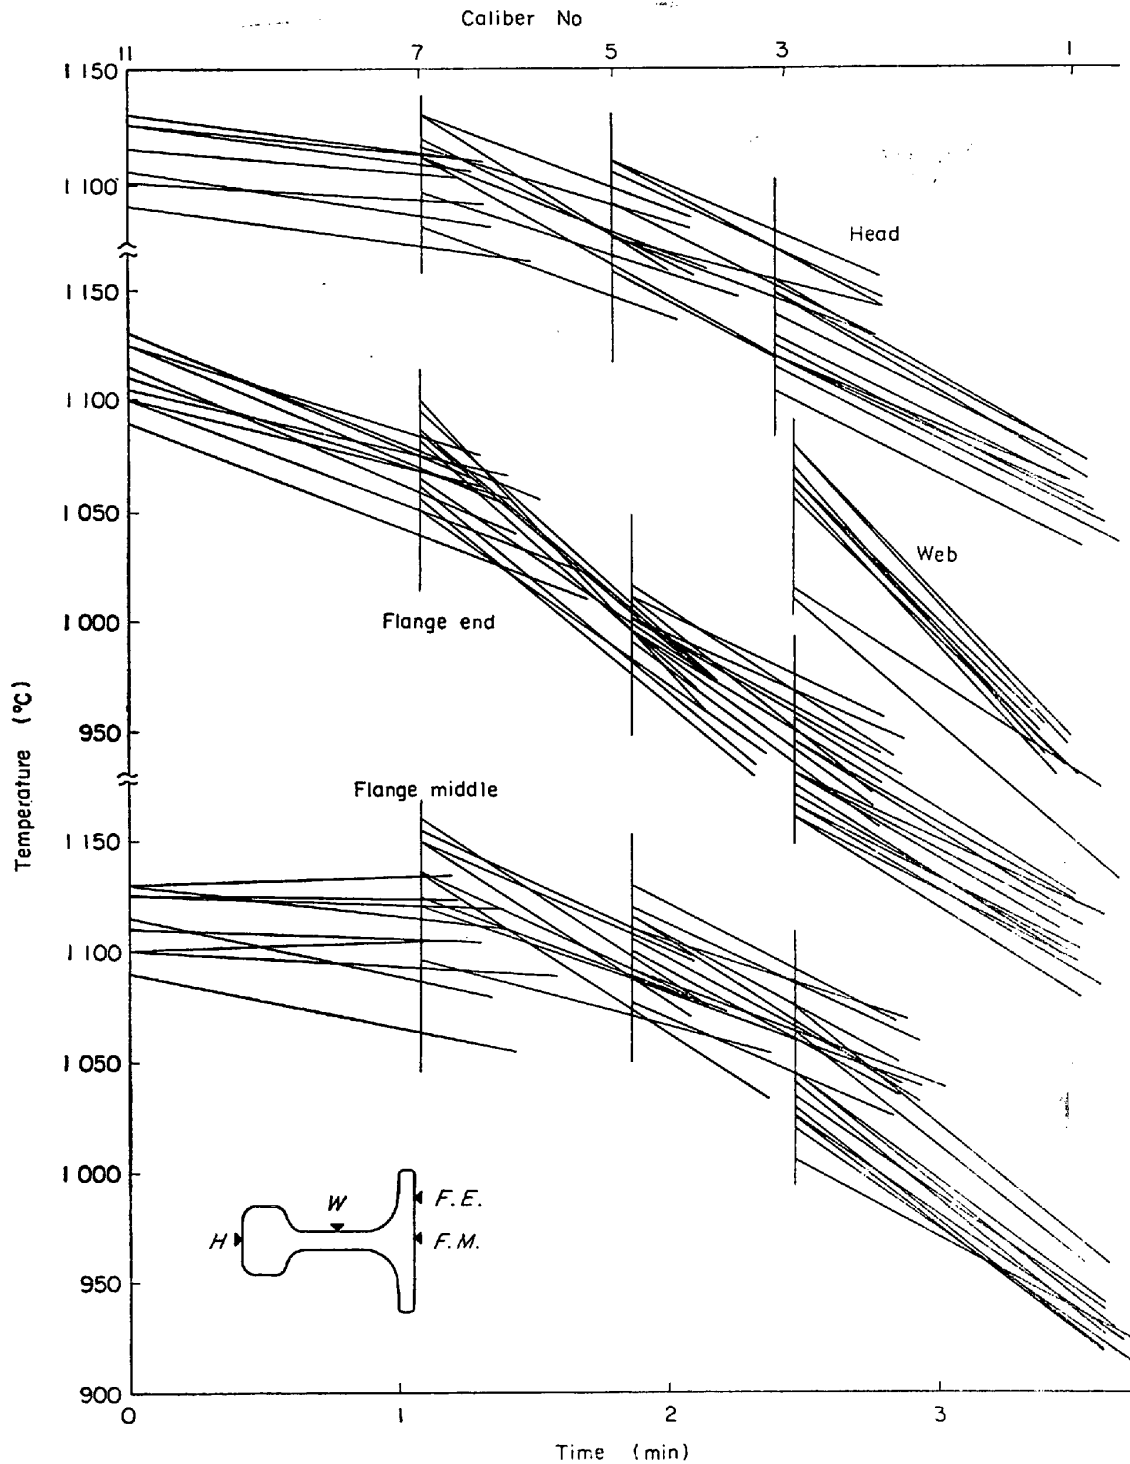 Caliber No
11 7 5 3 1
1150
1100
Head
1150
1100
1050
Web
1000
Flange end
950
Temperature (°C)
Flange middle
1150
1100
1050
1000
W
F.E.
H
F.M.
950
900
0 1 2 3
Time (min)